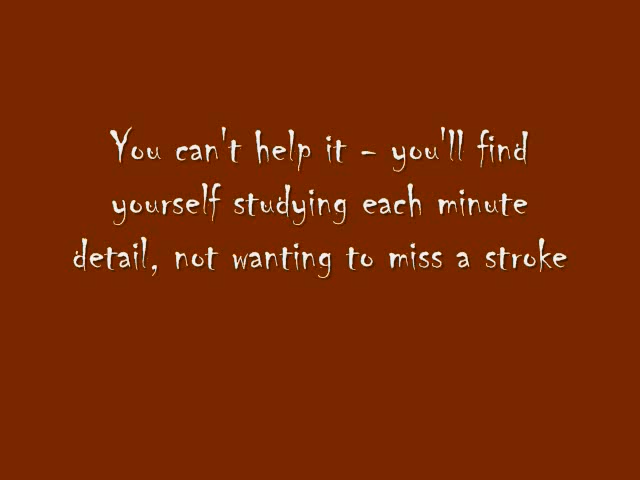 You can't help it - you'll find
yourself studying each minute
detail, not wanting to miss a stroke